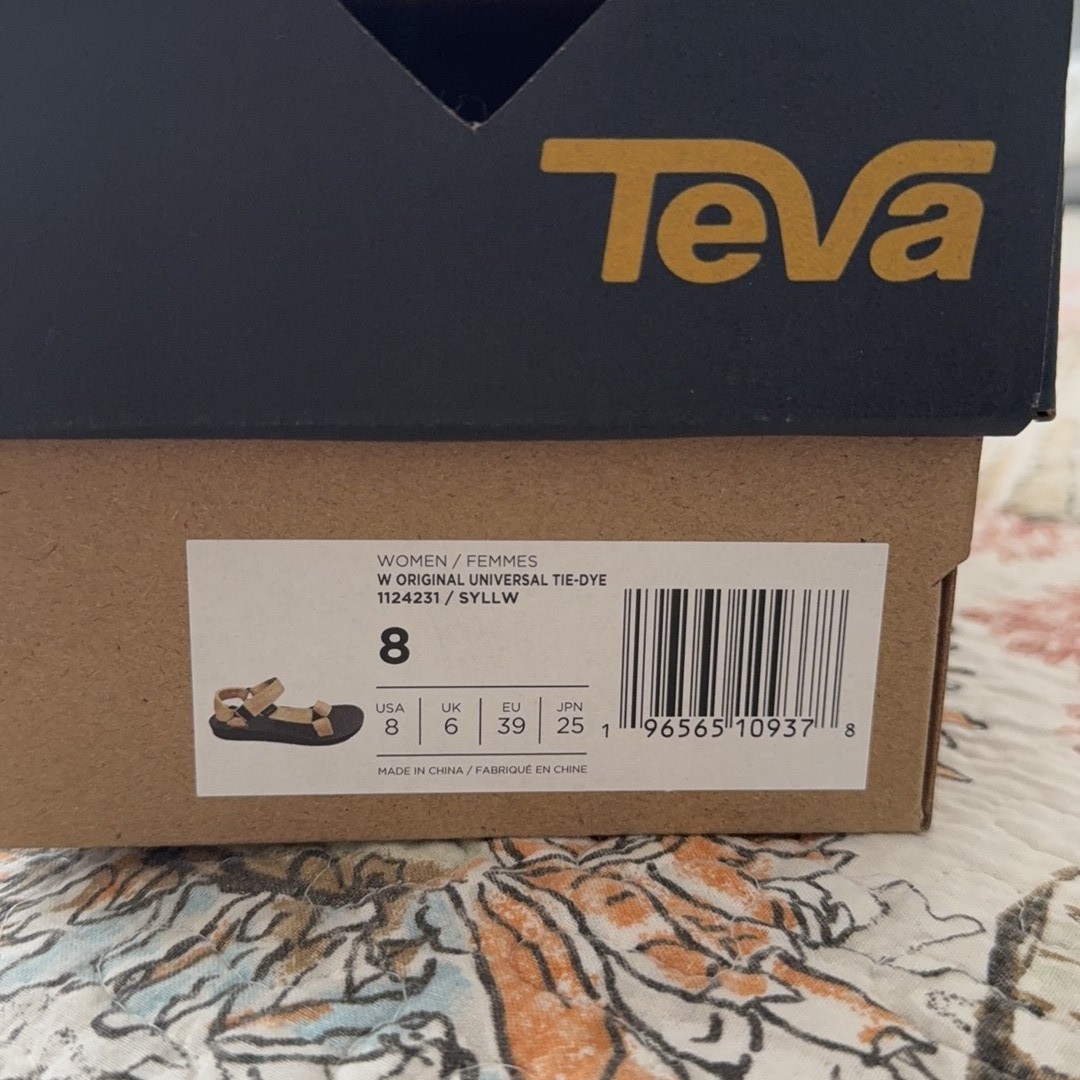 Teva
WOMEN / FEMMES
W ORIGINAL UNIVERSAL TIE-DYE
1124231 / SYLLW
8
USA UK EU JPN
8 6 39 25
MADE IN CHINA / FABRIQUÉ EN CHINE
1 96565 10937 8